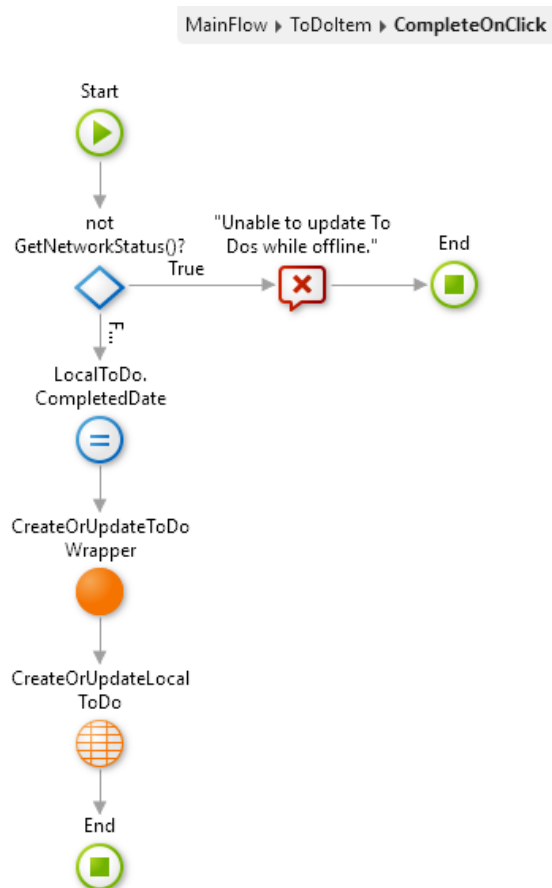 MainFlow ▸ ToDoItem ▸ CompleteOnClick
Start
not
GetNetworkStatus()?
True
"Unable to update To
Dos while offline."
End
F...
LocalToDo.
CompletedDate
CreateOrUpdateToDo
Wrapper
CreateOrUpdateLocal
ToDo
End